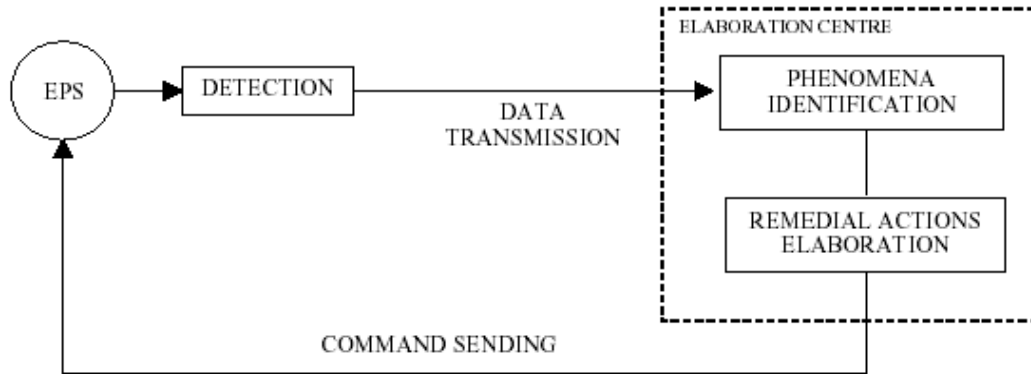 ELABORATION CENTRE
EPS
DETECTION
DATA
TRANSMISSION
PHENOMENA
IDENTIFICATION
REMEDIAL ACTIONS
ELABORATION
COMMAND SENDING